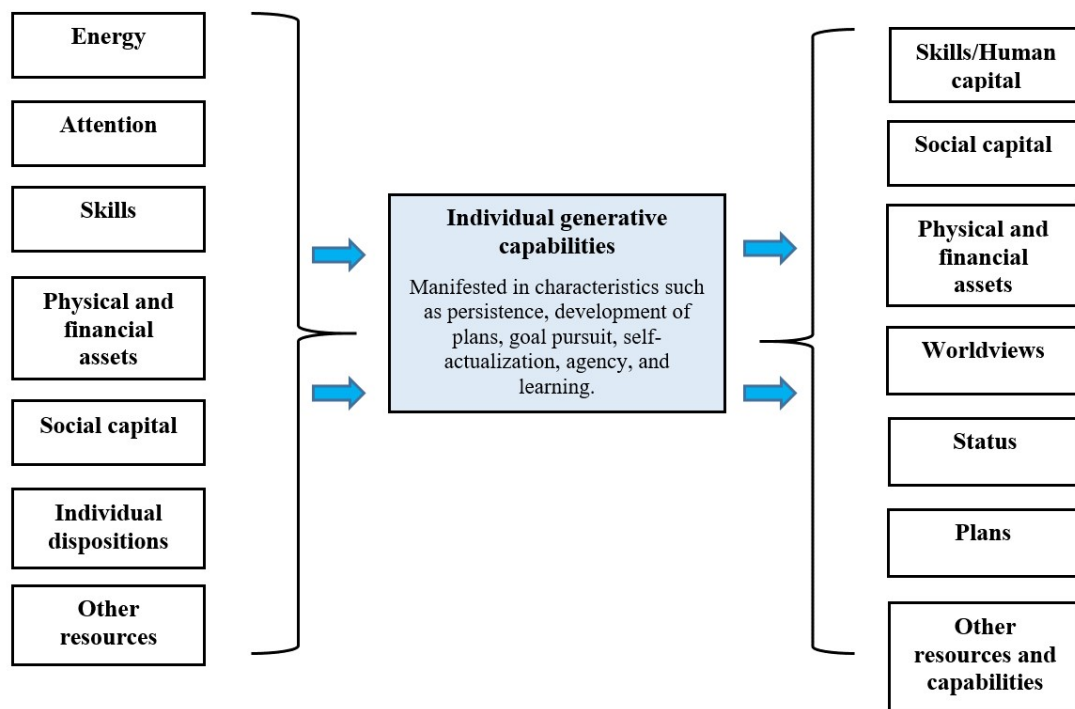 Energy
Attention
Skills
Physical and
financial
assets
Social capital
Individual
dispositions
Other
resources
Individual generative
capabilities
Manifested in characteristics such
as persistence, development of
plans, goal pursuit, self-
actualization, agency, and
learning.
Skills/Human
capital
Social capital
Physical and
financial
assets
Worldviews
Status
Plans
Other
resources and
capabilities